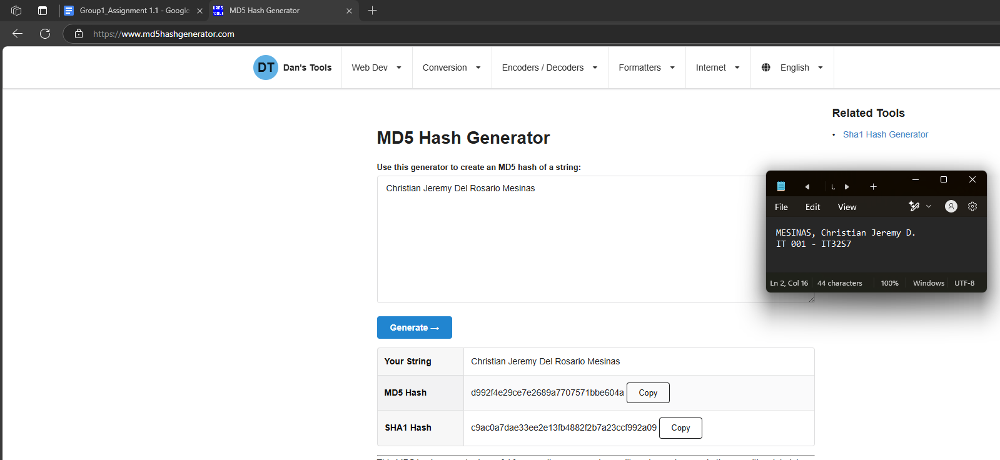 Group1_Assignment 1.1 - Google
DANS TOOLS
MD5 Hash Generator
https://www.md5hashgenerator.com
DT Dan's Tools
Web Dev
Conversion
Encoders / Decoders
Formatters
Internet
English
Related Tools
• Sha1 Hash Generator
MD5 Hash Generator
Use this generator to create an MD5 hash of a string:
Christian Jeremy Del Rosario Mesinas
File Edit View
MESINAS, Christian Jeremy D.
IT 001 - IT32S7
Ln 2, Col 16 44 characters 100% Windows UTF-8
Generate →
Your String Christian Jeremy Del Rosario Mesinas
MD5 Hash d992f4e29ce7e2689a7707571bbe604a Copy
SHA1 Hash c9ac0a7dae33ee2e13fb4882f2b7a23ccf992a09 Copy